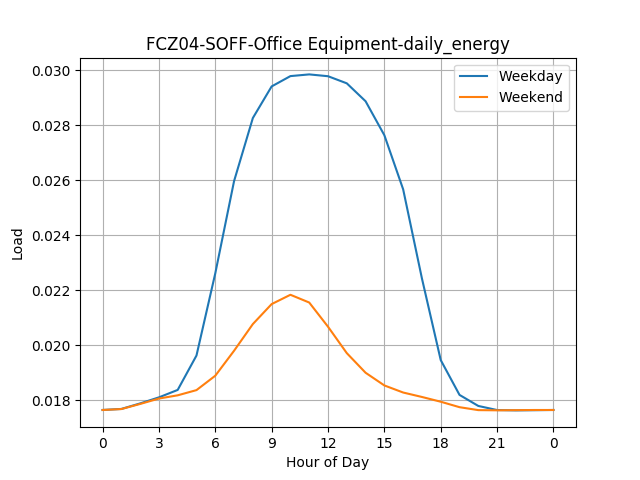 FCZ04-SOFF-Office Equipment-daily_energy
Weekday
Weekend
Load
0.030
0.028
0.026
0.024
0.022
0.020
0.018
0 3 6 9 12 15 18 21 0
Hour of Day